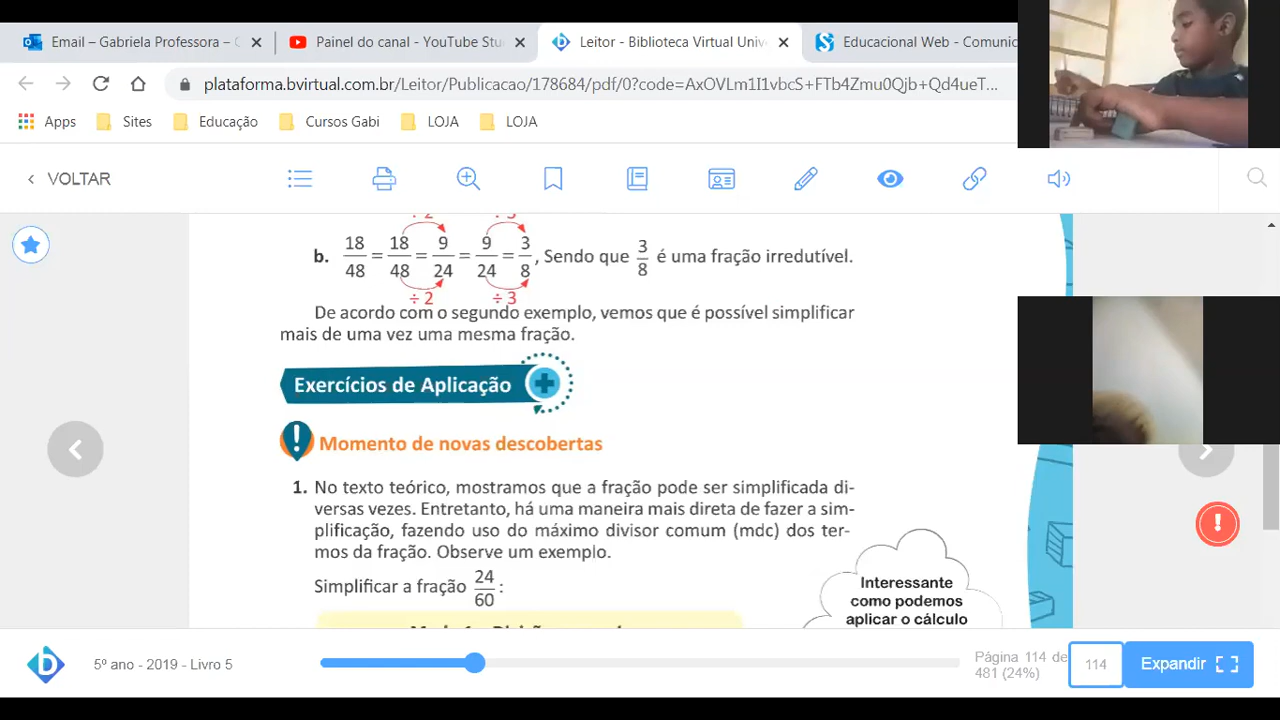 Email – Gabriela Professora –
Painel do canal - YouTube Stu
Leitor - Biblioteca Virtual Univ
Educacional Web - Comunic
plataforma.bvirtual.com.br/Leitor/Publicacao/178684/pdf/0?code=AxOVLm1I1vbcS+FTb4Zmu0Qjb+Qd4ueT...
Apps Sites Educação Cursos Gabi LOJA LOJA
VOLTAR
b. 18/48 = 18/48 = 9/24 = 9/24 = 3/8, Sendo que 3/8 é uma fração irredutível.
÷ 2 ÷ 3
De acordo com o segundo exemplo, vemos que é possível simplificar
mais de uma vez uma mesma fração.
Exercícios de Aplicação
Momento de novas descobertas
1. No texto teórico, mostramos que a fração pode ser simplificada di-
versas vezes. Entretanto, há uma maneira mais direta de fazer a sim-
plificação, fazendo uso do máximo divisor comum (mdc) dos ter-
mos da fração. Observe um exemplo.
Simplificar a fração 24/60:
Interessante
como podemos
aplicar o cálculo
5º ano - 2019 - Livro 5
Página 114 de
481 (24%)
114
Expandir